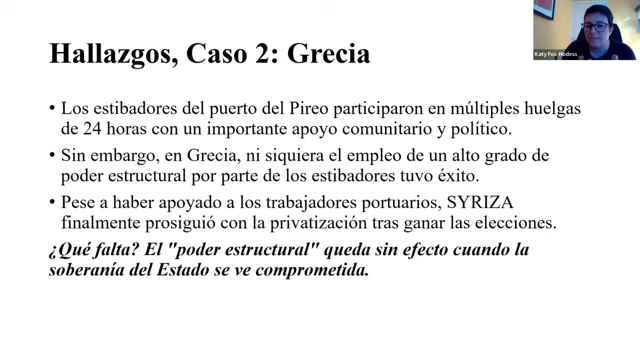 Hallazgos, Caso 2: Grecia
Katy Fox-Hodess
• Los estibadores del puerto del Pireo participaron en múltiples huelgas
de 24 horas con un importante apoyo comunitario y político.
• Sin embargo, en Grecia, ni siquiera el empleo de un alto grado de
poder estructural por parte de los estibadores tuvo éxito.
• Pese a haber apoyado a los trabajadores portuarios, SYRIZA
finalmente prosiguió con la privatización tras ganar las elecciones.
¿Qué falta? El "poder estructural" queda sin efecto cuando la
soberanía del Estado se ve comprometida.